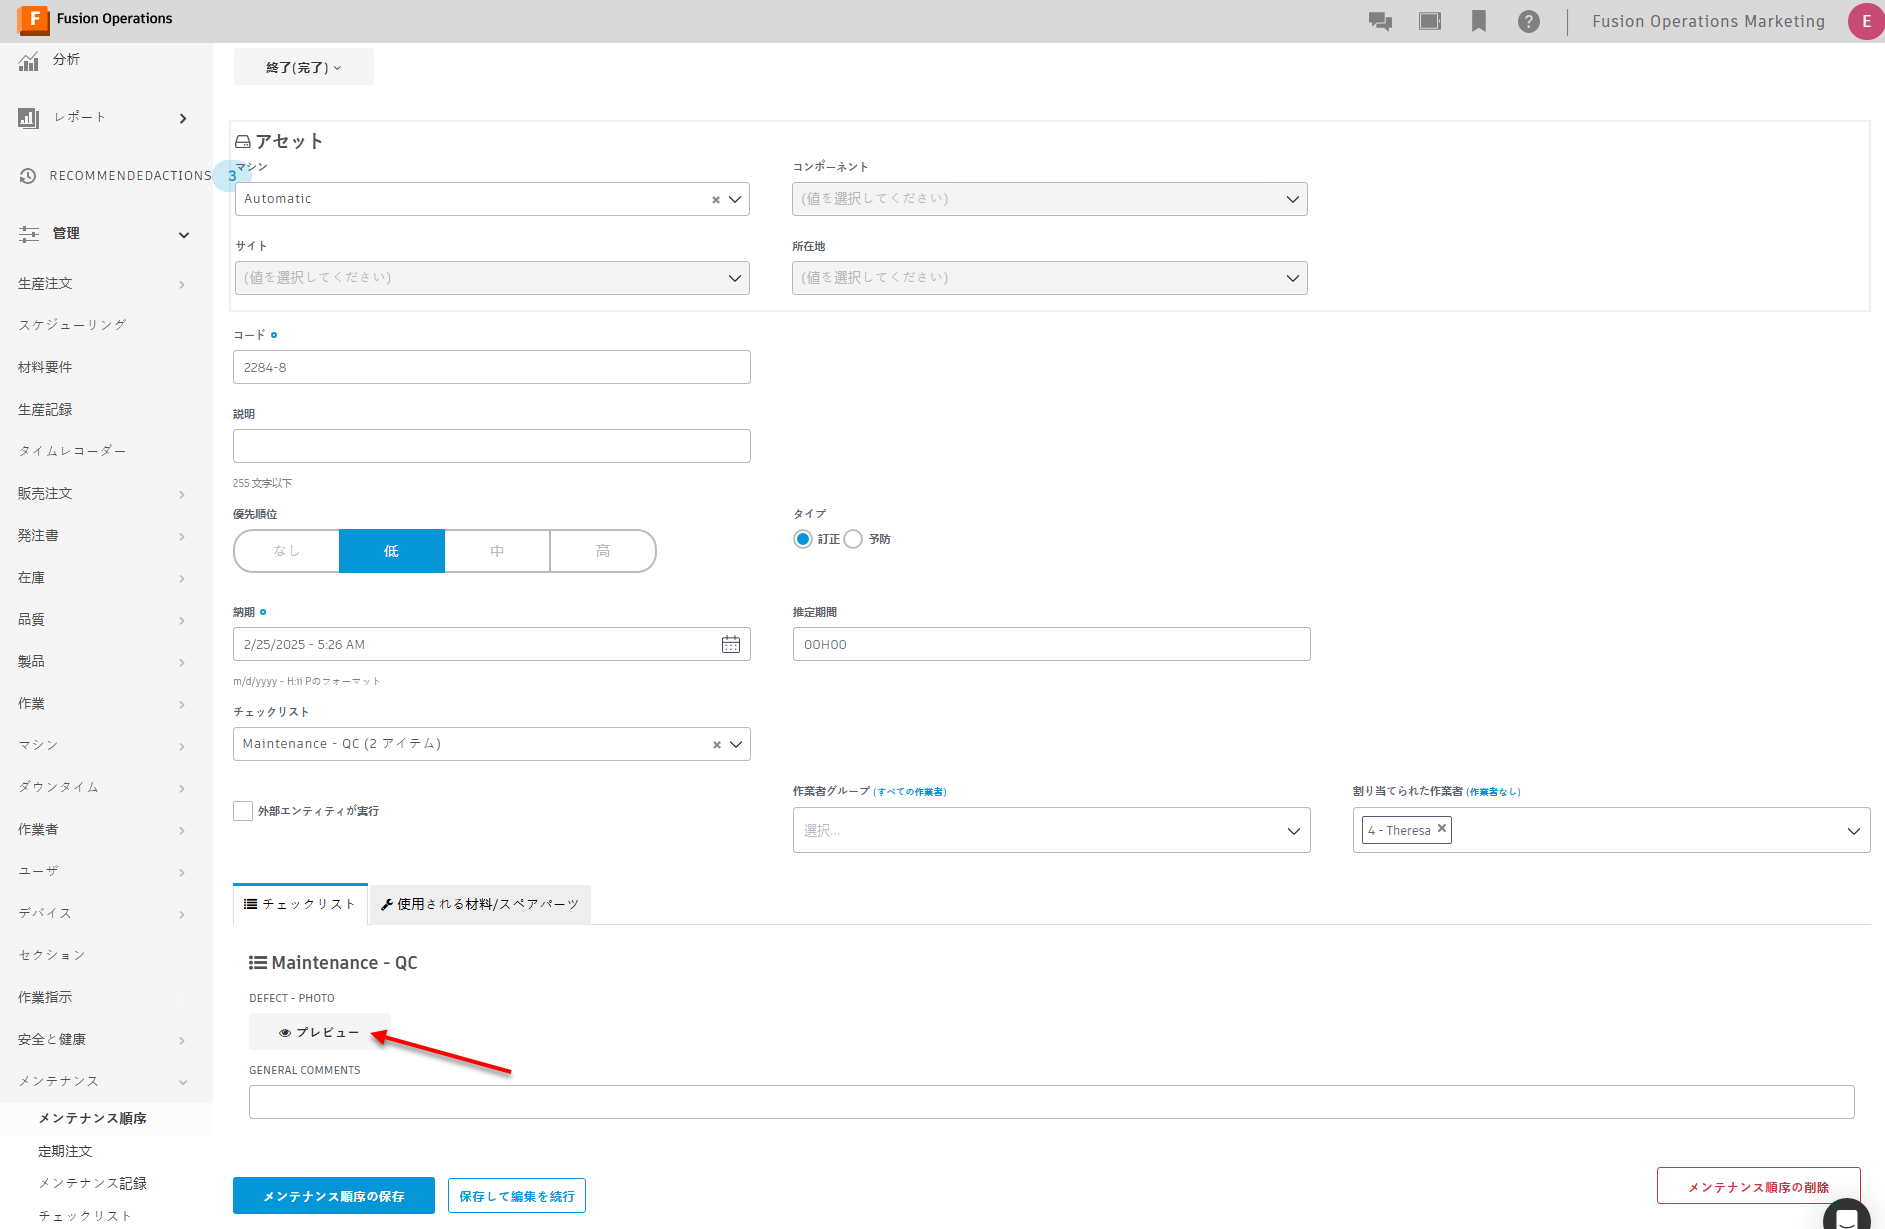 F Fusion Operations
Fusion Operations Marketing
E
分析
レポート
RECOMMENDEDACTIONS
3
管理
生産注文
スケジューリング
材料要件
生産記録
タイムレコーダー
販売注文
発注書
在庫
品質
製品
作業
マシン
ダウンタイム
作業者
ユーザ
デバイス
セクション
作業指示
安全と健康
メンテナンス
メンテナンス順序
定期注文
メンテナンス記録
チェックリスト
終了(完了)
アセット
マシン
コンポーネント
Automatic
(値を選択してください)
サイト
所在地
(値を選択してください)
(値を選択してください)
コード
2284-8
説明
255 文字以下
優先順位
タイプ
なし 低 中 高
訂正 予防
納期
推定期間
2/25/2025 - 5:26 AM
00H00
m/d/yyyy - H:ii Pのフォーマット
チェックリスト
Maintenance - QC (2 アイテム)
外部エンティティが実行
作業者グループ (すべての作業者)
選択...
割り当てられた作業者 (作業者なし)
4 - Theresa
チェックリスト
使用される材料/スペアパーツ
Maintenance - QC
DEFECT - PHOTO
プレビュー
GENERAL COMMENTS
メンテナンス順序の保存
保存して編集を続行
メンテナンス順序の削除